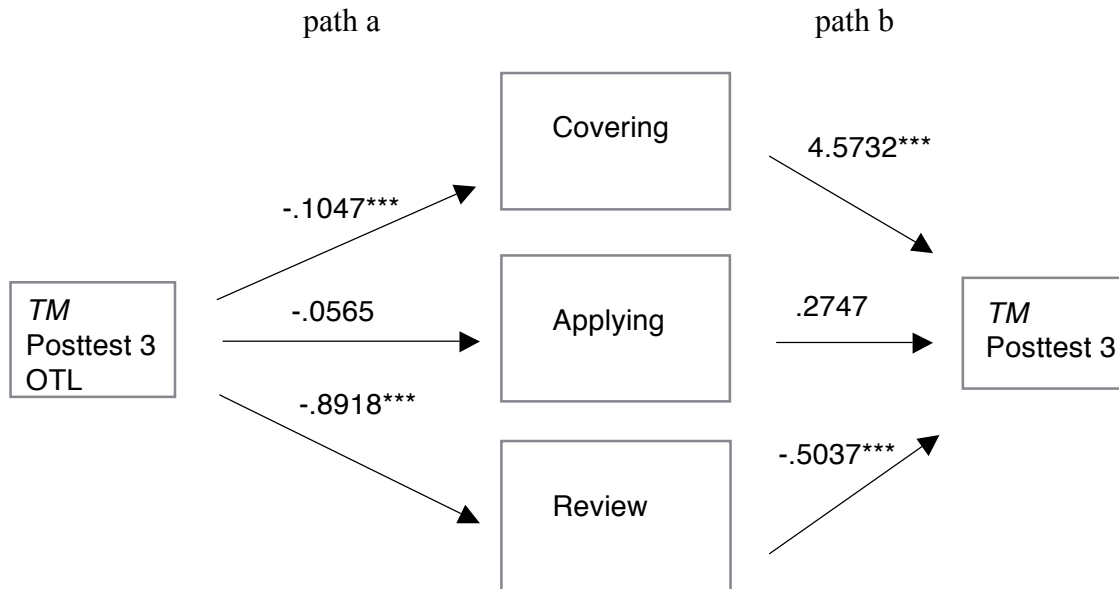 path a
path b
Covering
4.5732***
-.1047***
TM
Posttest 3
OTL
-.0565
Applying
.2747
TM
Posttest 3
-.8918***
-.5037***
Review